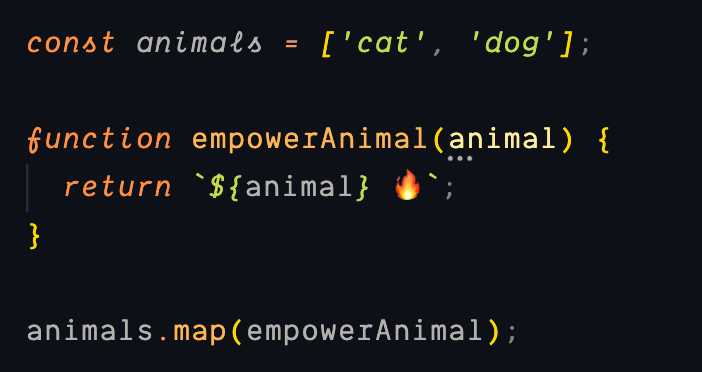 const animals = ['cat', 'dog'];
function empowerAnimal(animal) {
return `${animal} 🔥`;
}
animals.map(empowerAnimal);